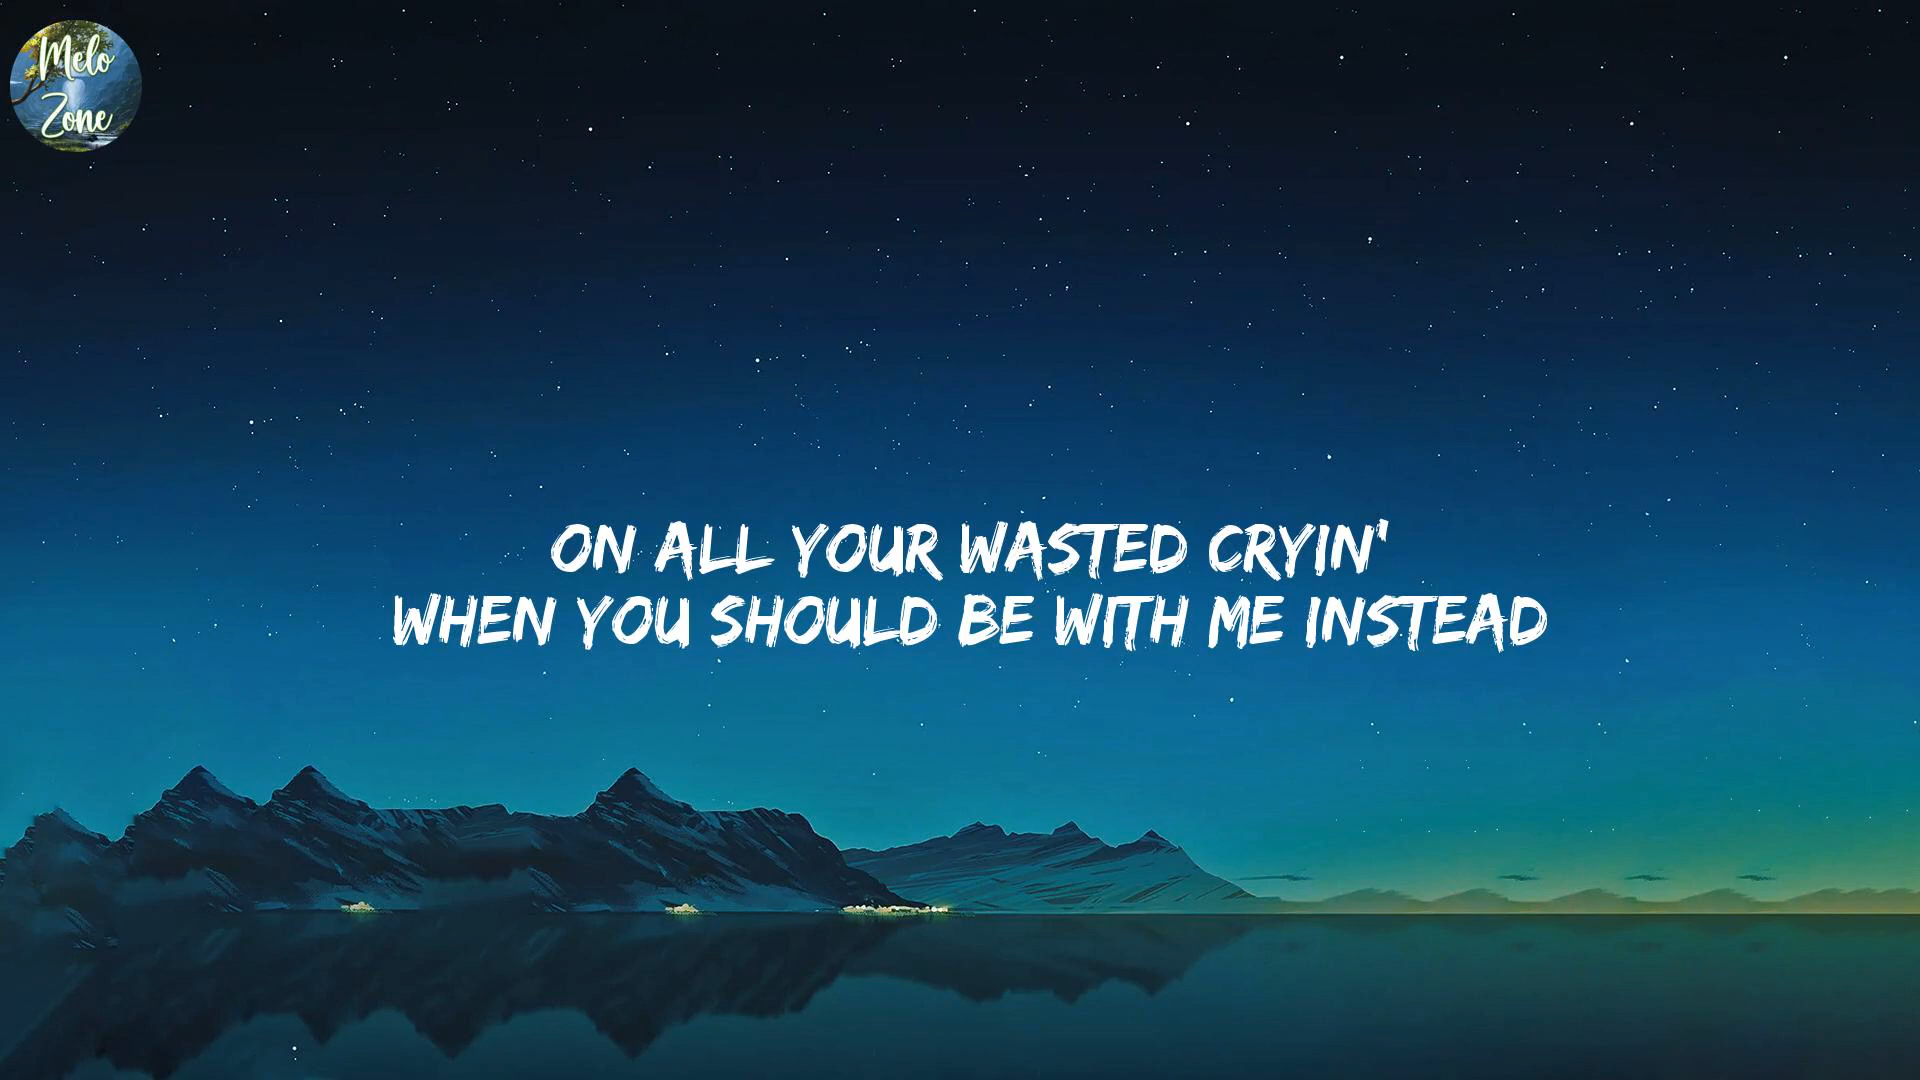 Melo
Zone
ON ALL YOUR WASTED CRYIN'
WHEN YOU SHOULD BE WITH ME INSTEAD